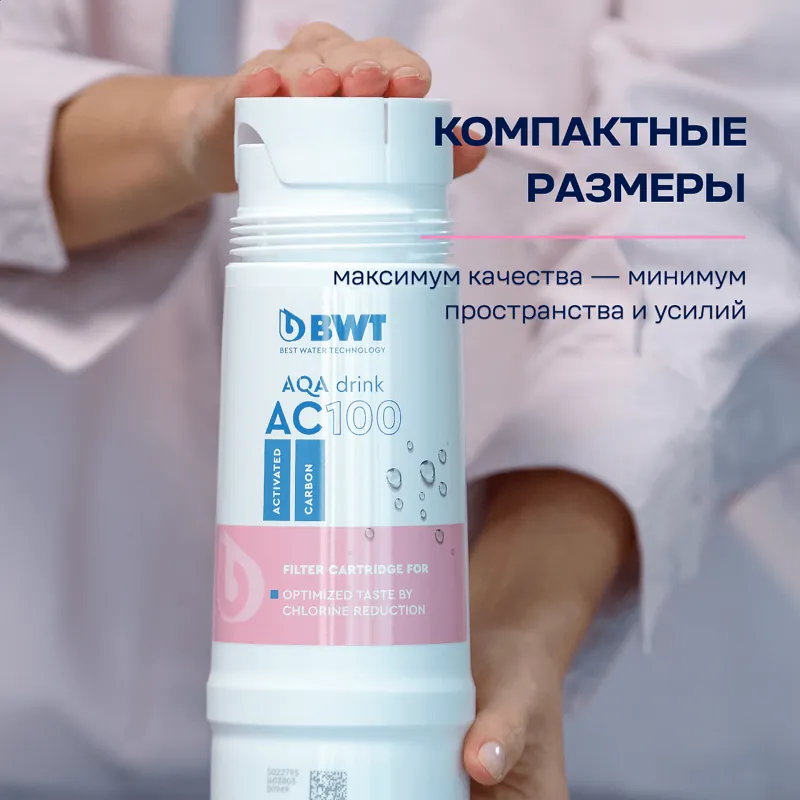 КОМПАКТНЫЕ
РАЗМЕРЫ
максимум качества — минимум
пространства и усилий
BWT
BEST WATER TECHNOLOGY
AQA drink
AC100
ACTIVATED
CARBON
FILTER CARTRIDGE FOR
OPTIMIZED TASTE BY
CHLORINE REDUCTION